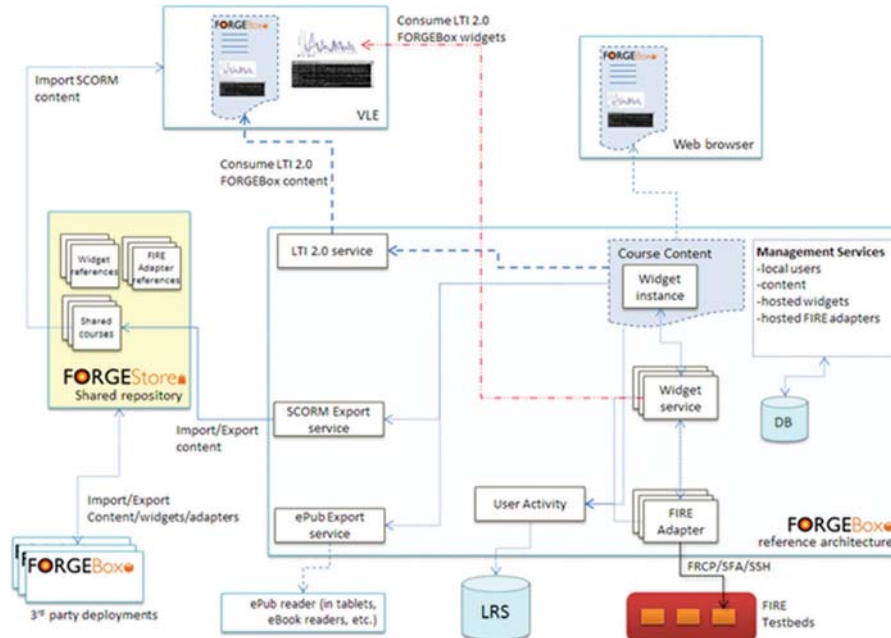 FORGEBox
Consume LTI 2.0
FORGEBox widgets
FORGEBox
Import SCORM
content
VLE
Web browser
Consume LTI 2.0
FORGEBox content
Widget
references
FIRE
Adapter
references
Shared
courses
FORGEStore
Shared repository
LTI 2.0 service
Course Content
Widget
instance
Management Services
-local users
-content
-hosted widgets
-hosted FIRE adapters
SCORM Export
service
Widget
service
DB
Import/Export
content
Import/Export
Content/widgets/adapters
ePub Export
service
User Activity
FIRE
Adapter
FORGEBox
reference architecture
FORGEBox
3rd party deployments
ePub reader (in tablets,
eBook readers, etc.)
LRS
FRCP/SFA/SSH
FIRE
Testbeds